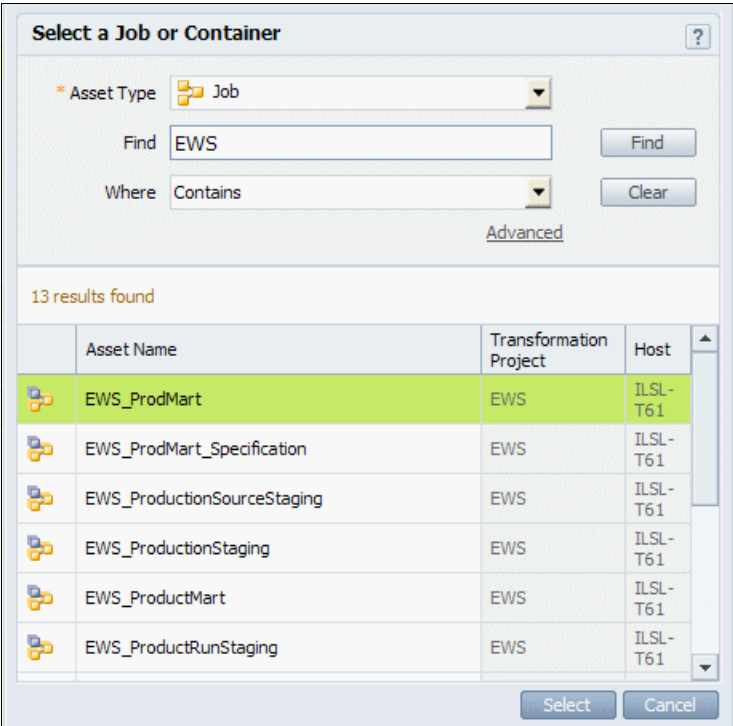 Select a Job or Container
?
* Asset Type Job
Find EWS Find
Where Contains Clear
Advanced
13 results found
Asset Name Transformation Project Host
EWS_ProdMart EWS ILSL-T61
EWS_ProdMart_Specification EWS ILSL-T61
EWS_ProductionSourceStaging EWS ILSL-T61
EWS_ProductionStaging EWS ILSL-T61
EWS_ProductMart EWS ILSL-T61
EWS_ProductRunStaging EWS ILSL-T61
Select Cancel